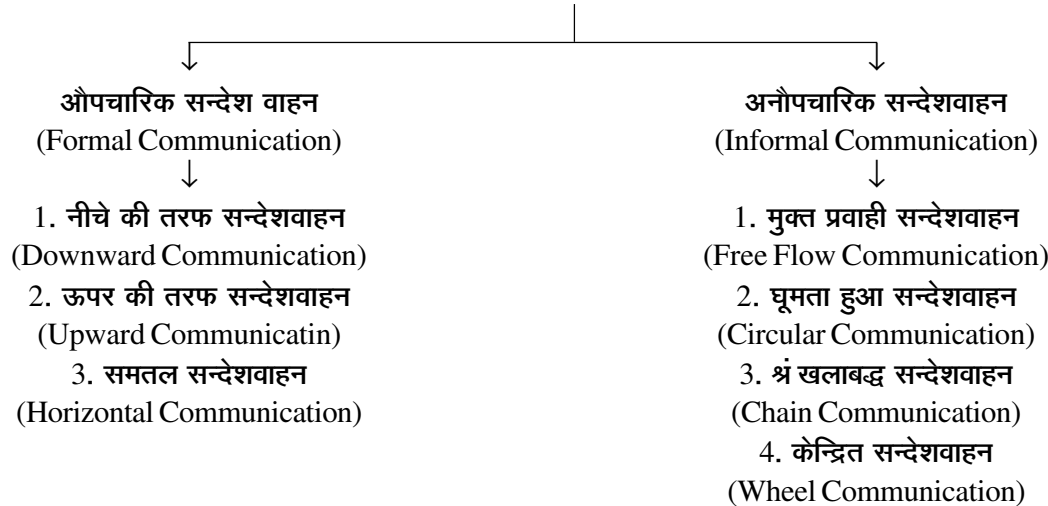 औपचारिक सन्देश वाहन
(Formal Communication)
1. नीचे की तरफ सन्देशवाहन
(Downward Communication)
2. ऊपर की तरफ सन्देशवाहन
(Upward Communicatin)
3. समतल सन्देशवाहन
(Horizontal Communication)
अनौपचारिक सन्देशवाहन
(Informal Communication)
1. मुक्त प्रवाही सन्देशवाहन
(Free Flow Communication)
2. घूमता हुआ सन्देशवाहन
(Circular Communication)
3. श्रंखलाबद्ध सन्देशवाहन
(Chain Communication)
4. केन्द्रित सन्देशवाहन
(Wheel Communication)